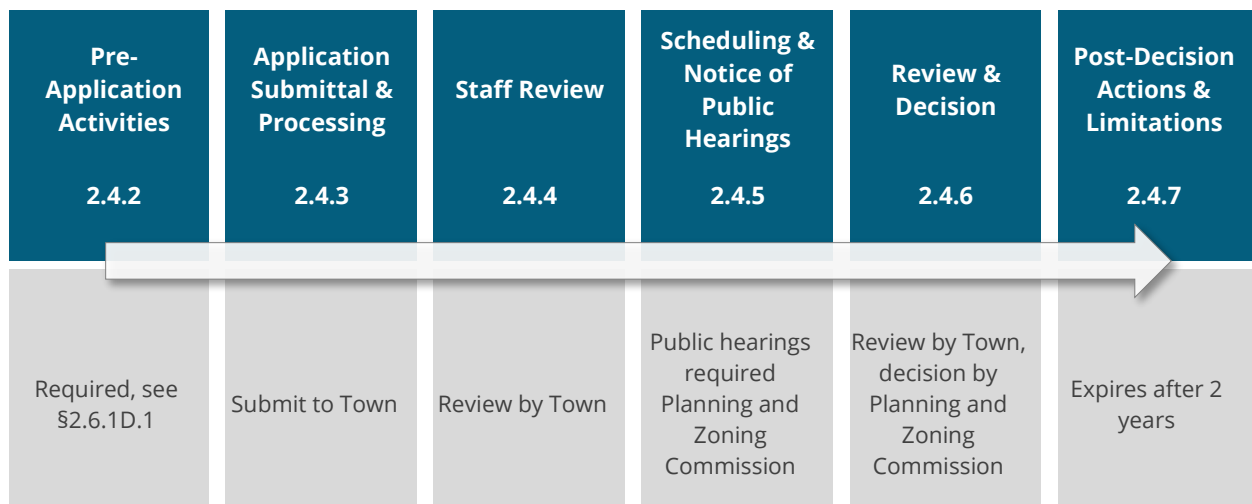 Pre-
Application
Activities
2.4.2
Application
Submittal &
Processing
2.4.3
Staff Review
2.4.4
Scheduling &
Notice of
Public
Hearings
2.4.5
Review &
Decision
2.4.6
Post-Decision
Actions &
Limitations
2.4.7
Required, see
§2.6.1D.1
Submit to Town
Review by Town
Public hearings
required
Planning and
Zoning
Commission
Review by Town,
decision by
Planning and
Zoning
Commission
Expires after 2
years